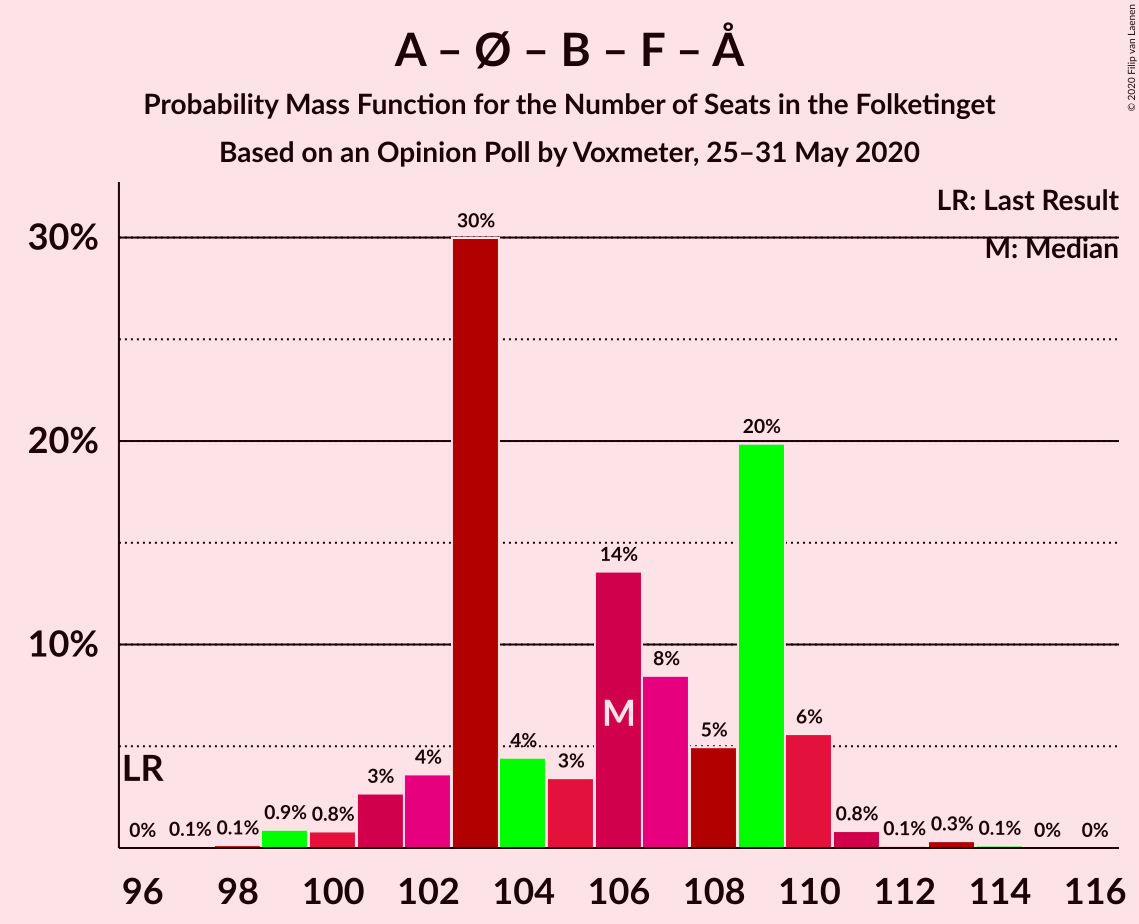 A – Ø – B – F – Å
Probability Mass Function for the Number of Seats in the Folketinget
Based on an Opinion Poll by Voxmeter, 25–31 May 2020
© 2020 Filip van Laenen
LR: Last Result
M: Median
30%
20%
10%
30%
20%
14%
8%
6%
5%
4%
4%
3%
3%
0.9%
0.8%
0.8%
0.3%
0%
0.1%
0.1%
0.1%
0.1%
0%
0%
LR
M
96 98 100 102 104 106 108 110 112 114 116